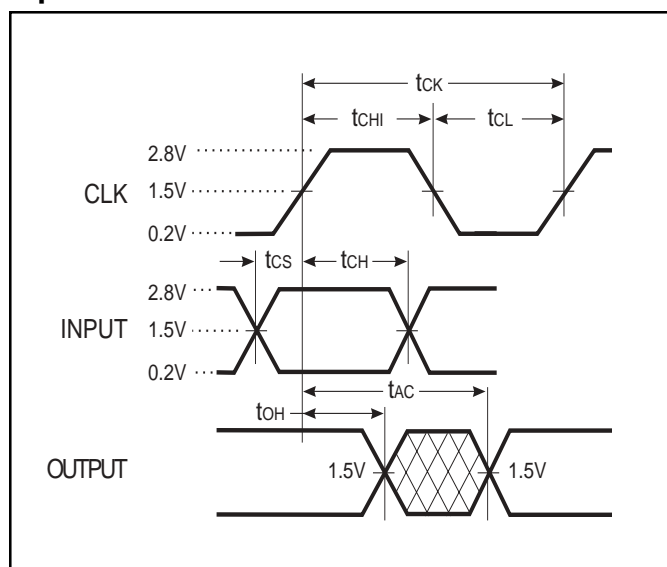 tCK
tCHI
tCL
2.8V
CLK 1.5V
0.2V
tCS
tCH
2.8V
INPUT 1.5V
0.2V
tAC
tOH
OUTPUT 1.5V 1.5V